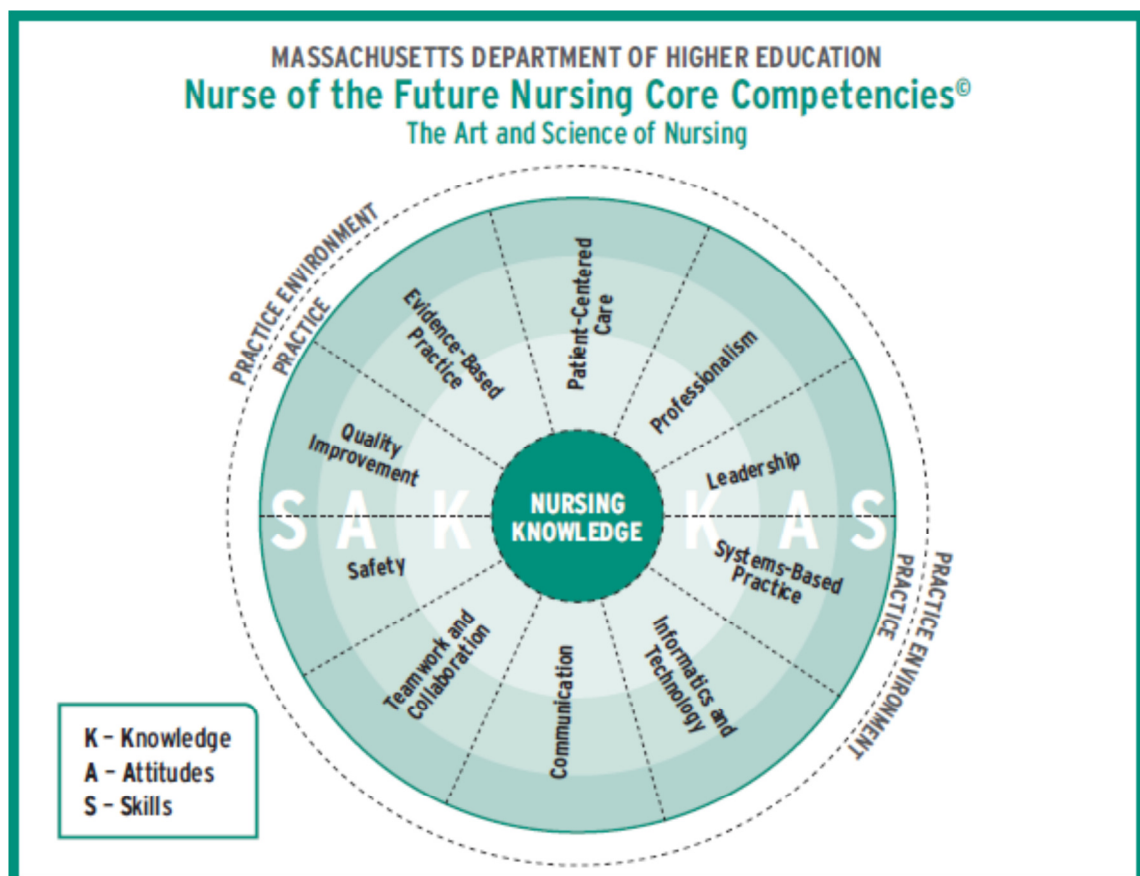 MASSACHUSETTS DEPARTMENT OF HIGHER EDUCATION
Nurse of the Future Nursing Core Competencies©
The Art and Science of Nursing
PRACTICE ENVIRONMENT
PRACTICE
Evidence-Based
Practice
Patient-Centered
Care
Professionalism
Quality
Improvement
Leadership
S A K
NURSING
KNOWLEDGE
K A S
Safety
Systems-Based
Practice
PRACTICE
PRACTICE ENVIRONMENT
Teamwork and
Collaboration
Communication
Informatics and
Technology
K – Knowledge
A – Attitudes
S – Skills